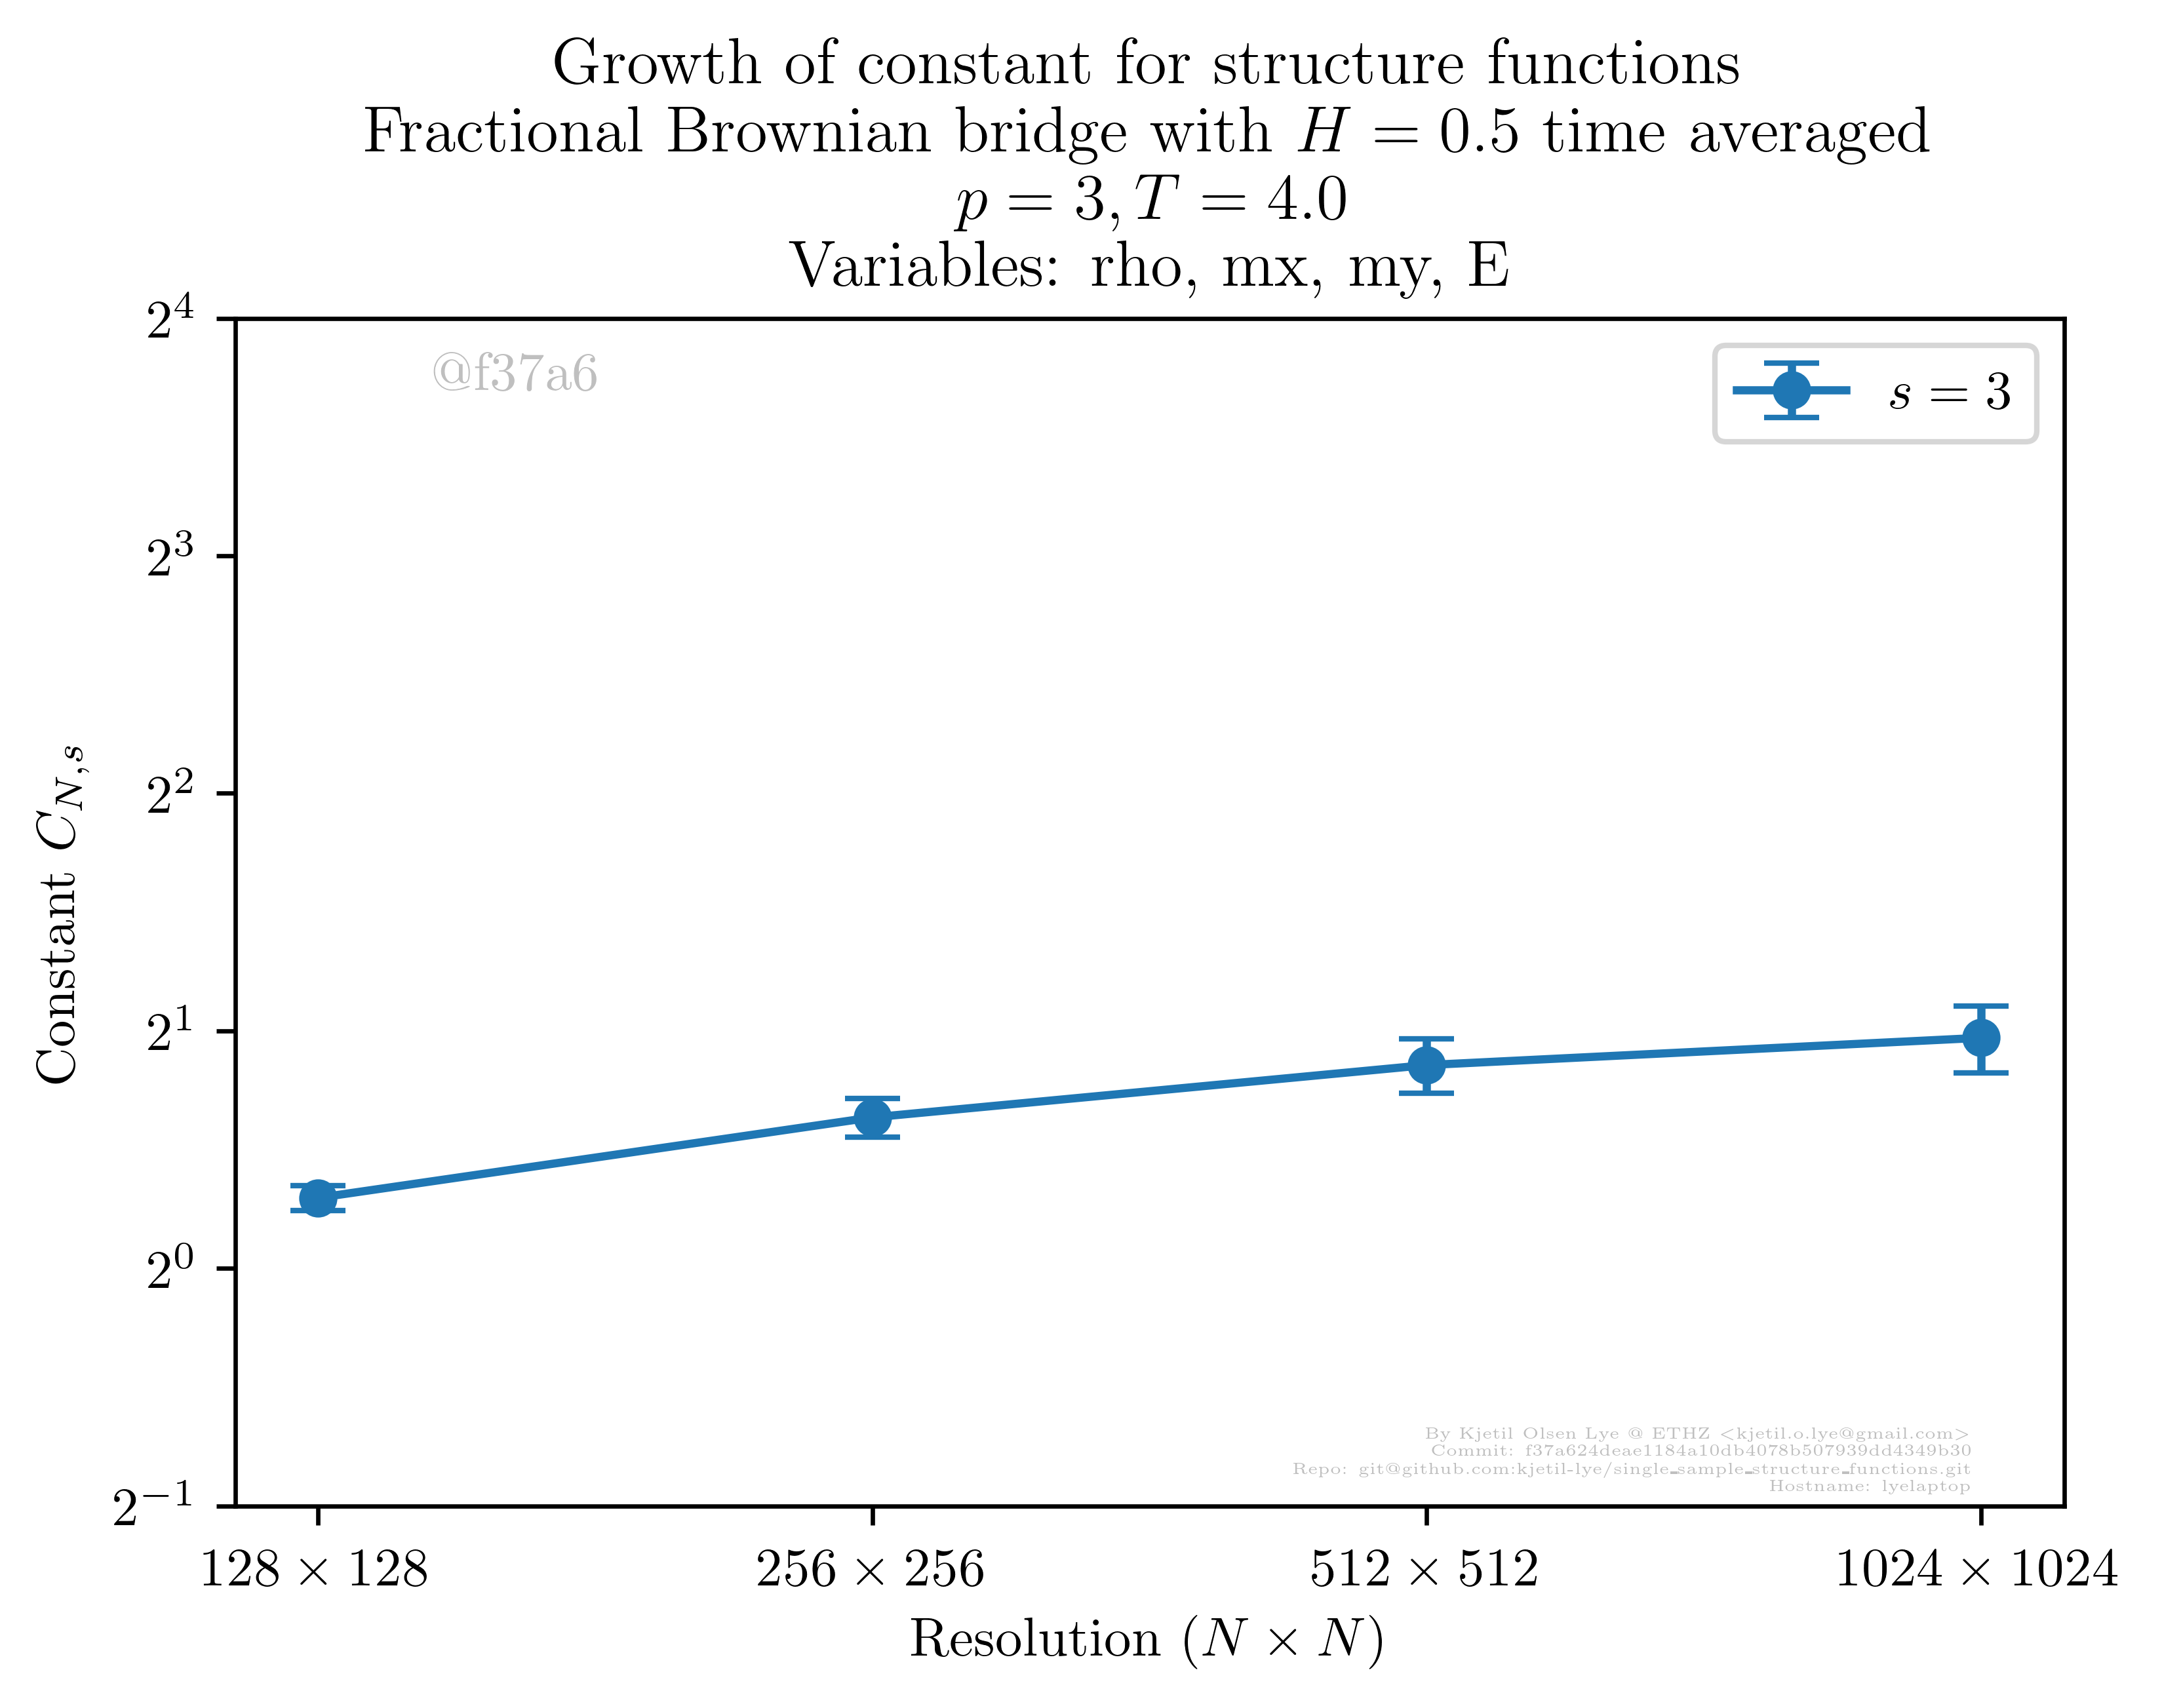 Growth of constant for structure functions
Fractional Brownian bridge with H = 0.5 time averaged
p = 3, T = 4.0
Variables: rho, mx, my, E
@f37a6
s = 3
2^4
2^3
2^2
2^1
2^0
2^{-1}
Constant C_{N,s}
By Kjetil Olsen Lye @ ETHZ <kjetil.o.lye@gmail.com>
Commit: f37a624deae1184a10db4078b507939dd4349b30
Repo: git@github.com:kjetil-lye/single_sample_structure_functions.git
Hostname: lyelaptop
128 × 128
256 × 256
512 × 512
1024 × 1024
Resolution (N × N)